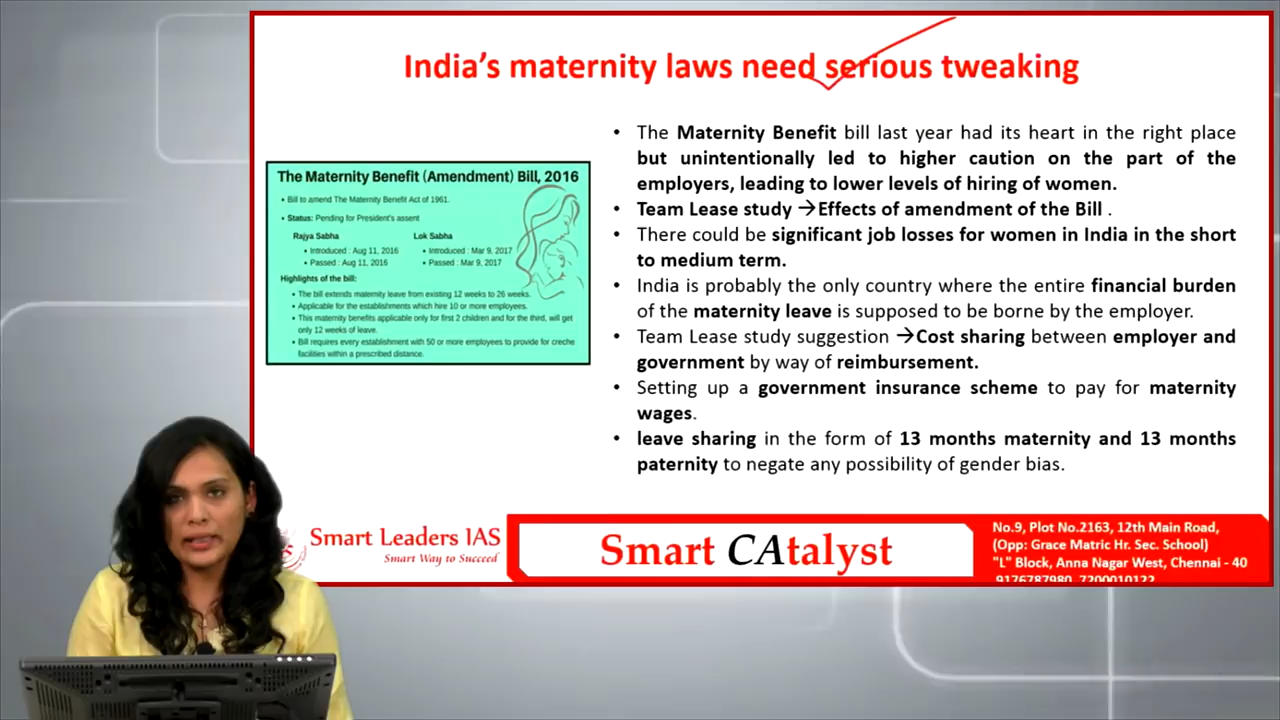 India's maternity laws need serious tweaking
The Maternity Benefit (Amendment) Bill, 2016
• Bill to amend The Maternity Benefit Act of 1961.
• Status: Pending for President's assent
Rajya Sabha Lok Sabha
• Introduced : Aug 11, 2016 • Introduced : Mar 9, 2017
• Passed : Aug 11, 2016 • Passed : Mar 9, 2017
Highlights of the bill:
• The bill extends maternity leave from existing 12 weeks to 26 weeks.
• Applicable for the establishments which hire 10 or more employees.
• This maternity benefits applicable only for first 2 children and for the third, will get
only 12 weeks of leave.
• Bill requires every establishment with 50 or more employees to provide for creche
facilities within a prescribed distance.
• The Maternity Benefit bill last year had its heart in the right place
but unintentionally led to higher caution on the part of the
employers, leading to lower levels of hiring of women.
• Team Lease study →Effects of amendment of the Bill .
• There could be significant job losses for women in India in the short
to medium term.
• India is probably the only country where the entire financial burden
of the maternity leave is supposed to be borne by the employer.
• Team Lease study suggestion →Cost sharing between employer and
government by way of reimbursement.
• Setting up a government insurance scheme to pay for maternity
wages.
• leave sharing in the form of 13 months maternity and 13 months
paternity to negate any possibility of gender bias.
Smart Leaders IAS
Smart Way to Succeed
Smart CAtalyst
No.9, Plot No.2163, 12th Main Road,
(Opp: Grace Matric Hr. Sec. School)
"L" Block, Anna Nagar West, Chennai - 40
9176787980, 7200010122